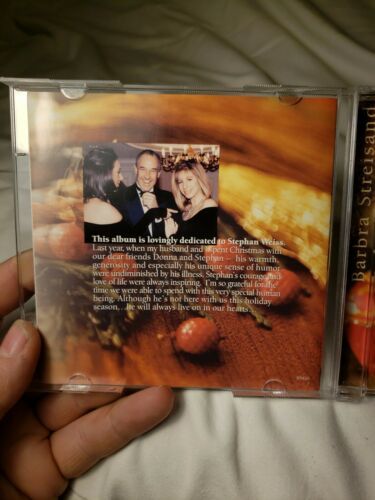 This album is lovingly dedicated to Stephan Weiss.
Last year, when my husband and I spent Christmas with
our dear friends Donna and Stephan – his warmth,
generosity and especially his unique sense of humor
were undiminished by his illness. Stephan's courage and
love of life were always inspiring. I'm so grateful for the
time we were able to spend with this very special human
being. Although he's not here with us this holiday
season,...he will always live on in our hearts.
Barbra Streisand